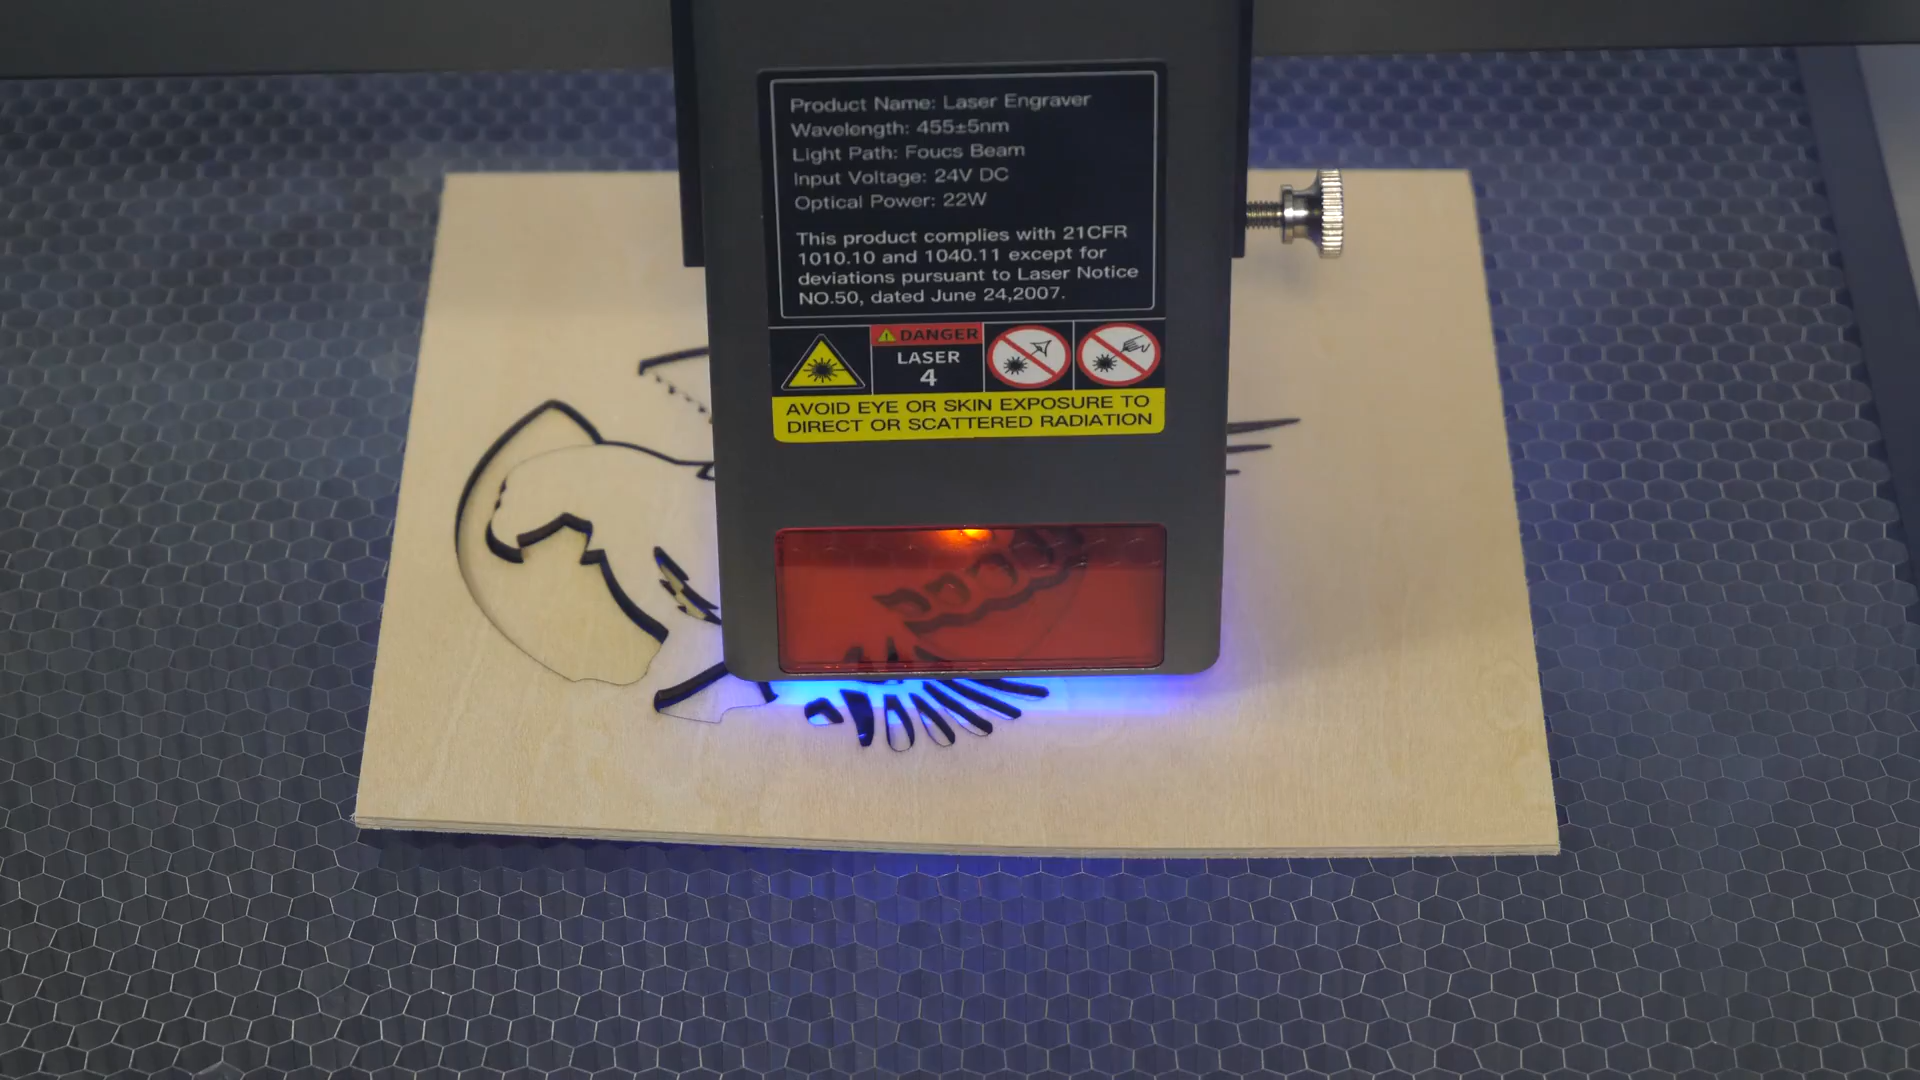 Product Name: Laser Engraver
Wavelength: 455±5nm
Light Path: Foucs Beam
Input Voltage: 24V DC
Optical Power: 22W
This product complies with 21CFR
1010.10 and 1040.11 except for
deviations pursuant to Laser Notice
NO.50, dated June 24,2007.
DANGER
LASER
4
AVOID EYE OR SKIN EXPOSURE TO
DIRECT OR SCATTERED RADIATION